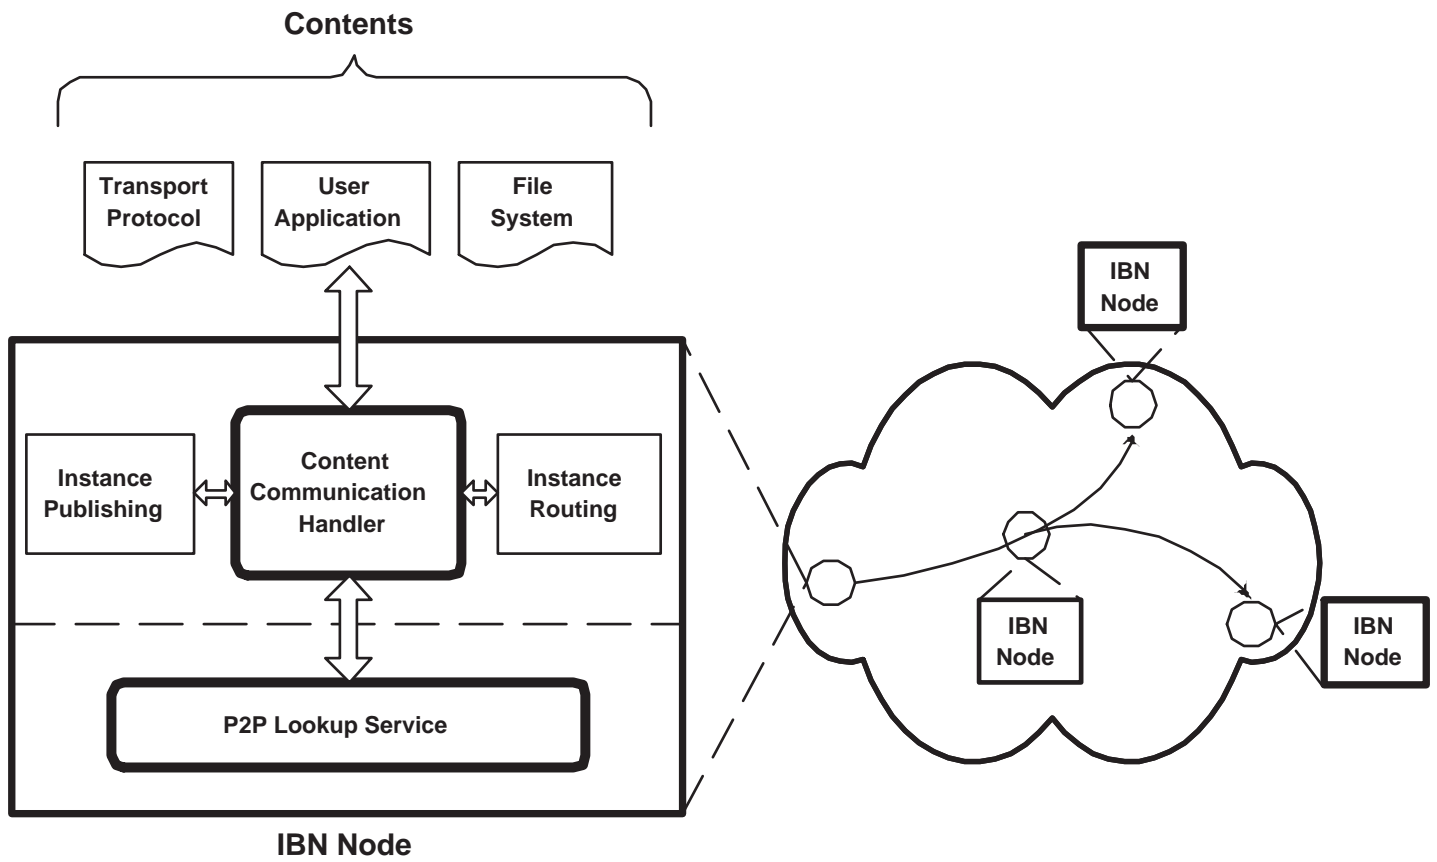 Contents
Transport
Protocol
User
Application
File
System
IBN
Node
Instance
Publishing
Content
Communication
Handler
Instance
Routing
IBN
Node
IBN
Node
P2P Lookup Service
IBN Node